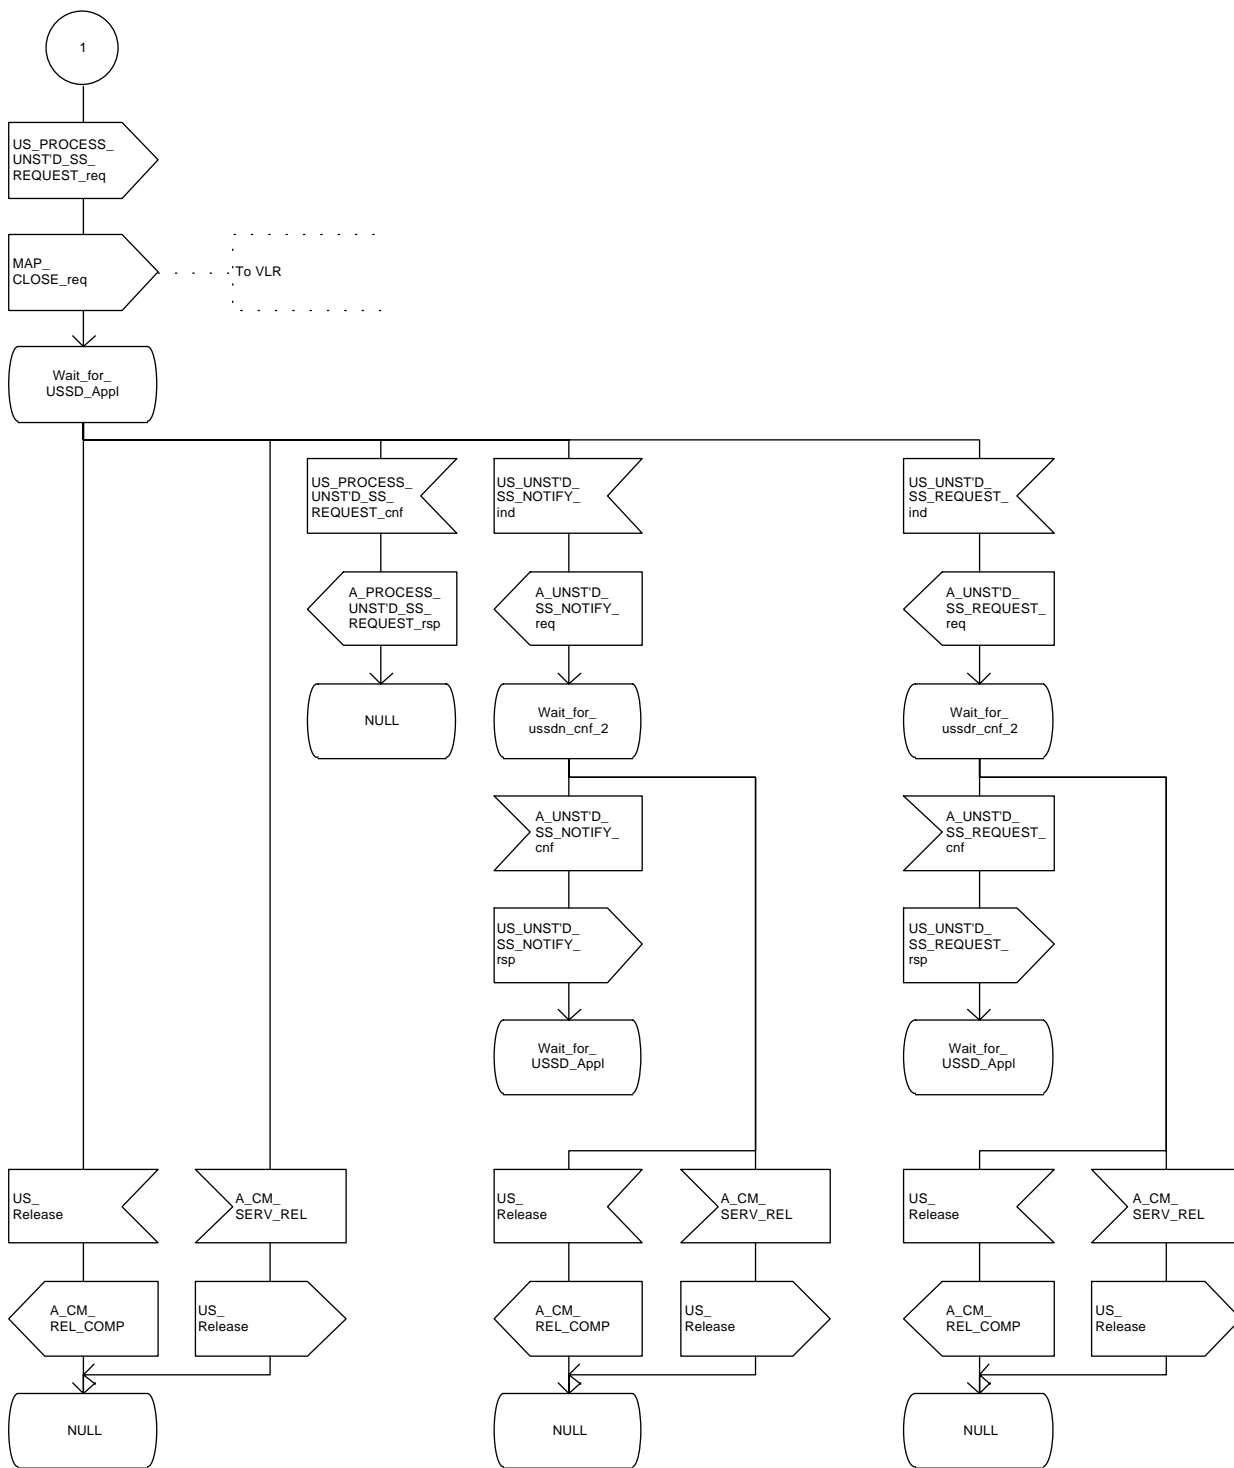 1
US_PROCESS_
UNST'D_SS_
REQUEST_req
MAP_
CLOSE_req
To VLR
Wait_for_
USSD_Appl
US_PROCESS_
UNST'D_SS_
REQUEST_cnf
US_UNST'D_
SS_NOTIFY_
ind
US_UNST'D_
SS_REQUEST_
ind
A_PROCESS_
UNST'D_SS_
REQUEST_rsp
A_UNST'D_
SS_NOTIFY_
req
A_UNST'D_
SS_REQUEST_
req
NULL
Wait_for_
ussdn_cnf_2
Wait_for_
ussdr_cnf_2
A_UNST'D_
SS_NOTIFY_
cnf
A_UNST'D_
SS_REQUEST_
cnf
US_UNST'D_
SS_NOTIFY_
rsp
US_UNST'D_
SS_REQUEST_
rsp
Wait_for_
USSD_Appl
Wait_for_
USSD_Appl
US_
Release
A_CM_
SERV_REL
US_
Release
A_CM_
SERV_REL
US_
Release
A_CM_
SERV_REL
A_CM_
REL_COMP
US_
Release
A_CM_
REL_COMP
US_
Release
A_CM_
REL_COMP
US_
Release
NULL
NULL
NULL